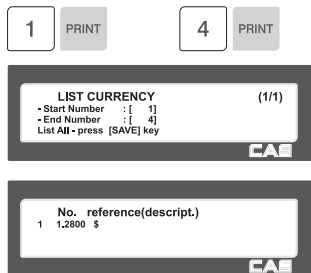 1 PRINT 4 PRINT
LIST CURRENCY (1/1)
- Start Number : [ 1]
- End Number : [ 4]
List All - press [SAVE] key
CAS
No. reference(descript.)
1 1.2800 $
CAS